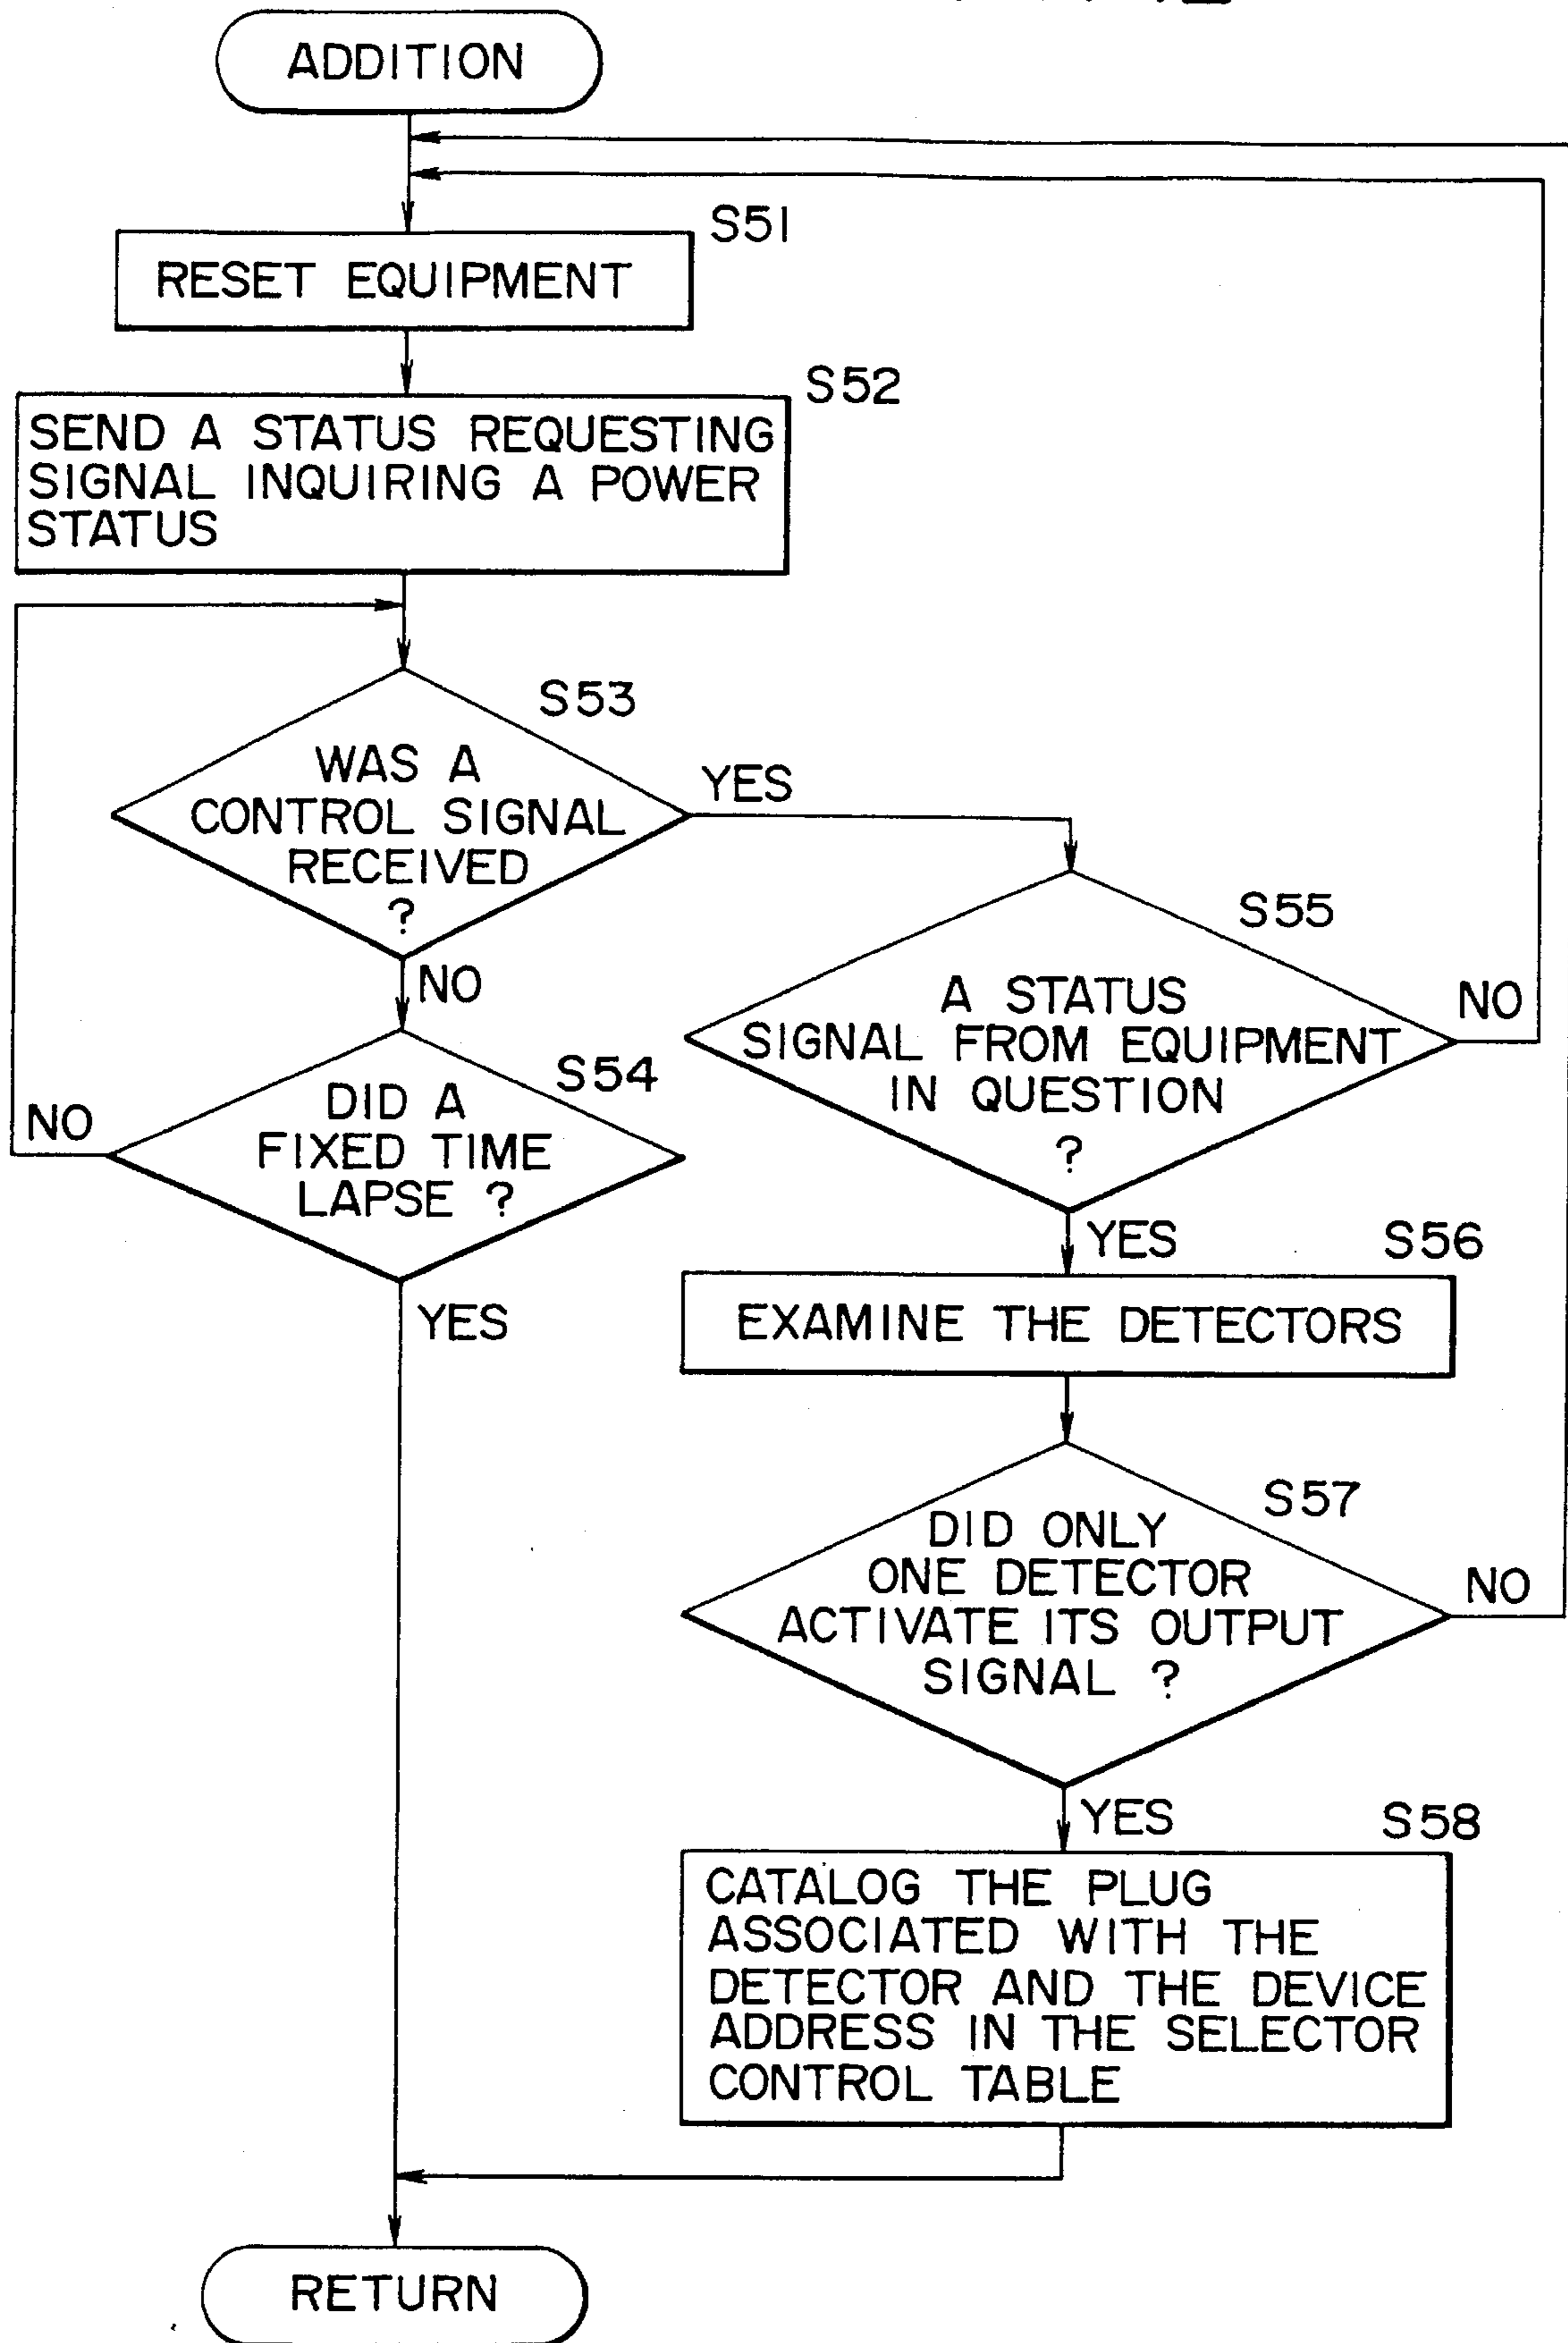 ADDITION
S51
RESET EQUIPMENT
S52
SEND A STATUS REQUESTING
SIGNAL INQUIRING A POWER
STATUS
S53
WAS A
CONTROL SIGNAL
RECEIVED
?
YES
NO
S54
DID A
FIXED TIME
LAPSE ?
NO
YES
S55
A STATUS
SIGNAL FROM EQUIPMENT
IN QUESTION
?
NO
YES
S56
EXAMINE THE DETECTORS
S57
DID ONLY
ONE DETECTOR
ACTIVATE ITS OUTPUT
SIGNAL ?
NO
YES
S58
CATALOG THE PLUG
ASSOCIATED WITH THE
DETECTOR AND THE DEVICE
ADDRESS IN THE SELECTOR
CONTROL TABLE
RETURN